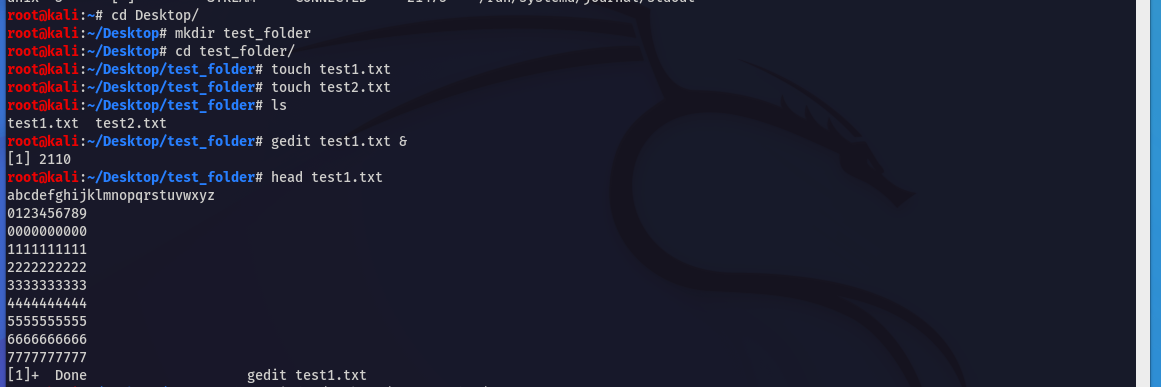 root@kali:~# cd Desktop/
root@kali:~/Desktop# mkdir test_folder
root@kali:~/Desktop# cd test_folder/
root@kali:~/Desktop/test_folder# touch test1.txt
root@kali:~/Desktop/test_folder# touch test2.txt
root@kali:~/Desktop/test_folder# ls
test1.txt  test2.txt
root@kali:~/Desktop/test_folder# gedit test1.txt &
[1] 2110
root@kali:~/Desktop/test_folder# head test1.txt
abcdefghijklmnopqrstuvwxyz
0123456789
0000000000
1111111111
2222222222
3333333333
4444444444
5555555555
6666666666
7777777777
[1]+  Done                    gedit test1.txt